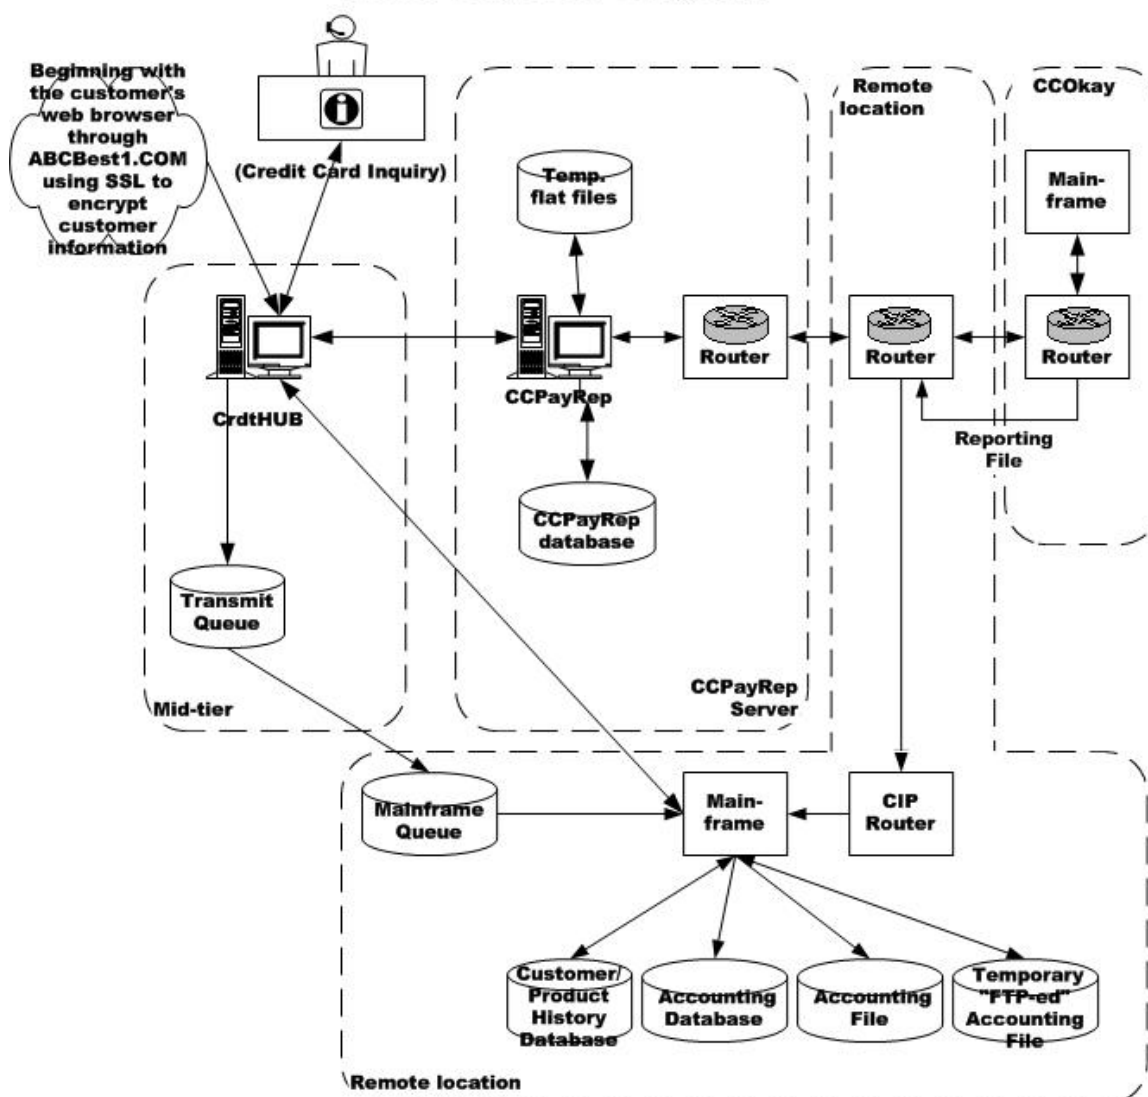 Beginning with
the customer's
web browser
through
ABCBest1.COM
using SSL to
encrypt
customer
information
(Credit Card Inquiry)
Temp.
flat files
Remote
location
CCOkay
Main-
frame
Router
Router
Router
CrdtHUB
CCPayRep
Reporting
File
CCPayRep
database
Transmit
Queue
Mid-tier
CCPayRep
Server
Mainframe
Queue
Main-
frame
CIP
Router
Customer/
Product
History
Database
Accounting
Database
Accounting
File
Temporary
"FTP-ed"
Accounting
File
Remote location